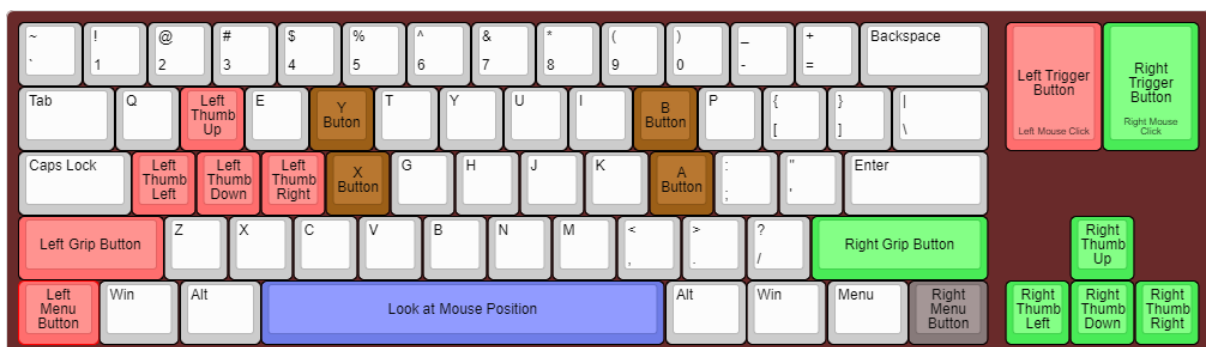 ~ ! @ # $ % ^ & * ( ) _ + Backspace
` 1 2 3 4 5 6 7 8 9 0 - =
Left Trigger Button
Left Mouse Click
Right Trigger Button
Right Mouse Click
Tab Q Left Thumb Up E Y Buton T Y U I B Button P { [ } ] | \
Caps Lock Left Thumb Left Left Thumb Down Left Thumb Right X Button G H J K A Button : ; " ' Enter
Left Grip Button Z X C V B N M < , > . ? / Right Grip Button
Right Thumb Up
Left Menu Button Win Alt Look at Mouse Position Alt Win Menu Right Menu Button
Right Thumb Left Right Thumb Down Right Thumb Right